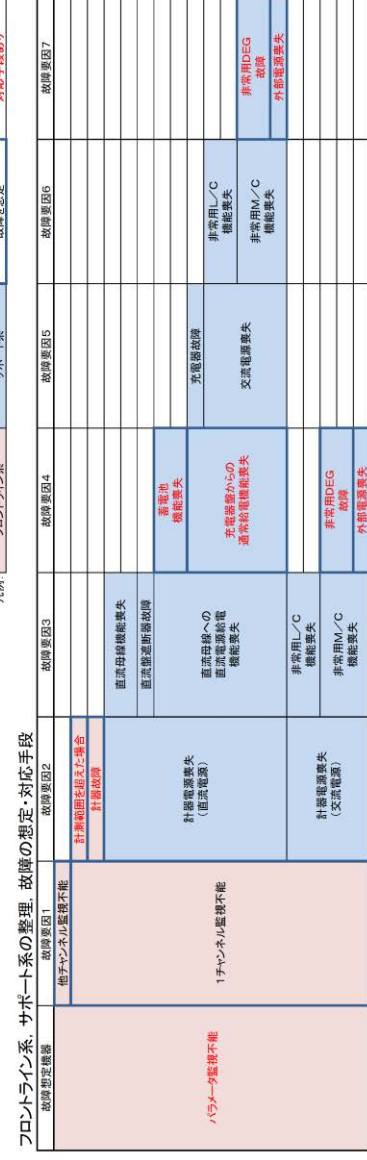 フロントライン系，サポート系の整理，故障の想定・対応手段
故障想定機器
故障要因1
故障要因2
故障要因3
故障要因4
故障要因5
故障要因6
故障要因7
パラメータ監視不能
他チャンネル監視不能
1チャンネル監視不能
計測範囲を超えた場合
計器故障
計器電源喪失
（直流電源）
直流母線機能喪失
直流盤遮断器故障
直流母線への
直流電源給電
機能喪失
蓄電池
機能喪失
充電器盤からの
通常給電機能喪失
充電器故障
交流電源喪失
非常用L／C
機能喪失
非常用M／C
機能喪失
非常用DEG
故障
外部電源喪失
計器電源喪失
（交流電源）
非常用L／C
機能喪失
非常用M／C
機能喪失
非常用DEG
故障
外部電源喪失